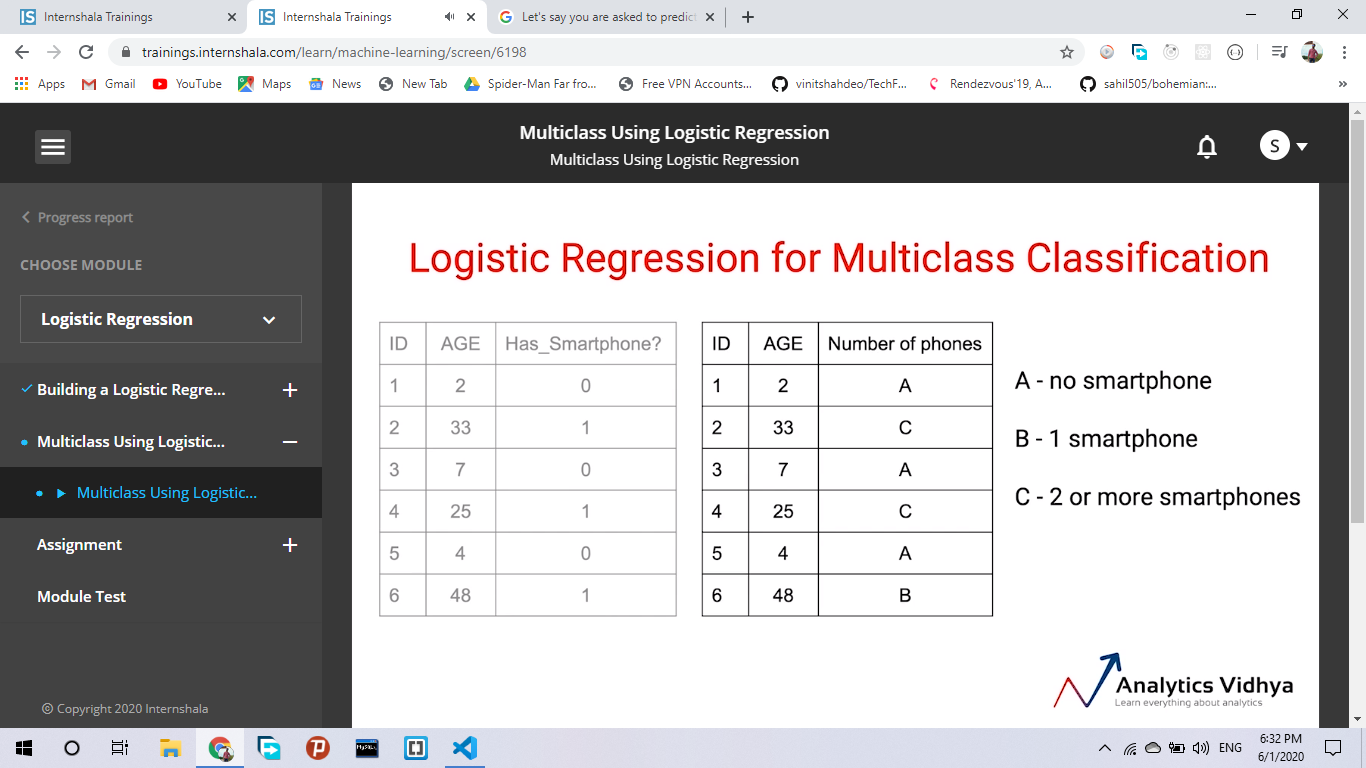 Internshala Trainings
Internshala Trainings
Let's say you are asked to predic
trainings.internshala.com/learn/machine-learning/screen/6198
Apps Gmail YouTube Maps News New Tab Spider-Man Far fro... Free VPN Accounts... vinitshahdeo/TechF... Rendezvous'19, A... sahil505/bohemian:... »
Multiclass Using Logistic Regression
Multiclass Using Logistic Regression
S
Progress report
CHOOSE MODULE
Logistic Regression
Building a Logistic Regre...
Multiclass Using Logistic...
Multiclass Using Logistic...
Assignment
Module Test
© Copyright 2020 Internshala
Logistic Regression for Multiclass Classification
ID AGE Has_Smartphone?
1 2 0
2 33 1
3 7 0
4 25 1
5 4 0
6 48 1
ID AGE Number of phones
1 2 A
2 33 C
3 7 A
4 25 C
5 4 A
6 48 B
A - no smartphone
B - 1 smartphone
C - 2 or more smartphones
Analytics Vidhya
Learn everything about analytics
MySQL
ENG
6:32 PM
6/1/2020